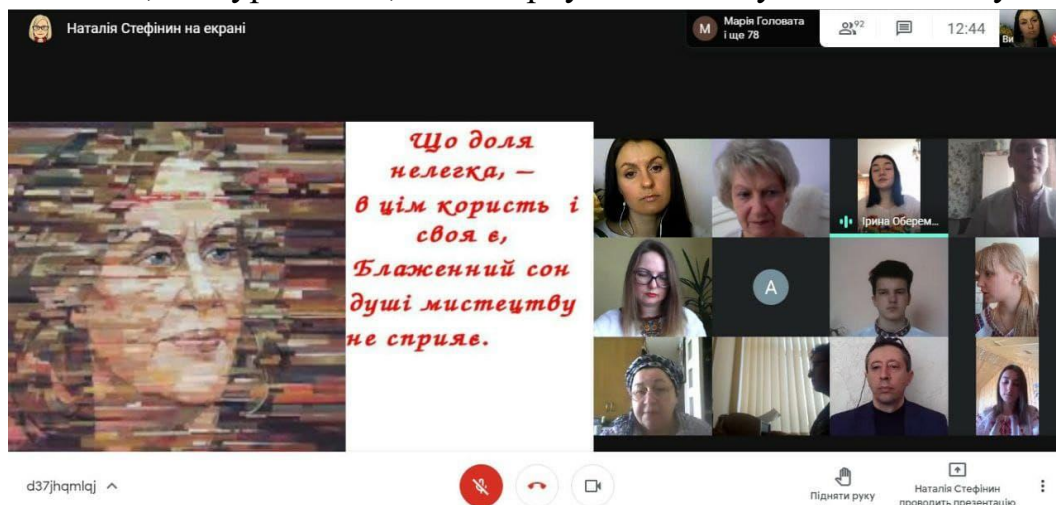 Наталія Стефінин на екрані
М
Марія Головата
і ще 78
92
12:44
Ви
Що доля
нелегка, —
в цім користь і
своя є,
Блаженний сон
душі мистецтву
не сприяє.
Ірина Оберем...
А
d37jhqmlqj
Підняти руку
Наталія Стефінин
проводить презентацію